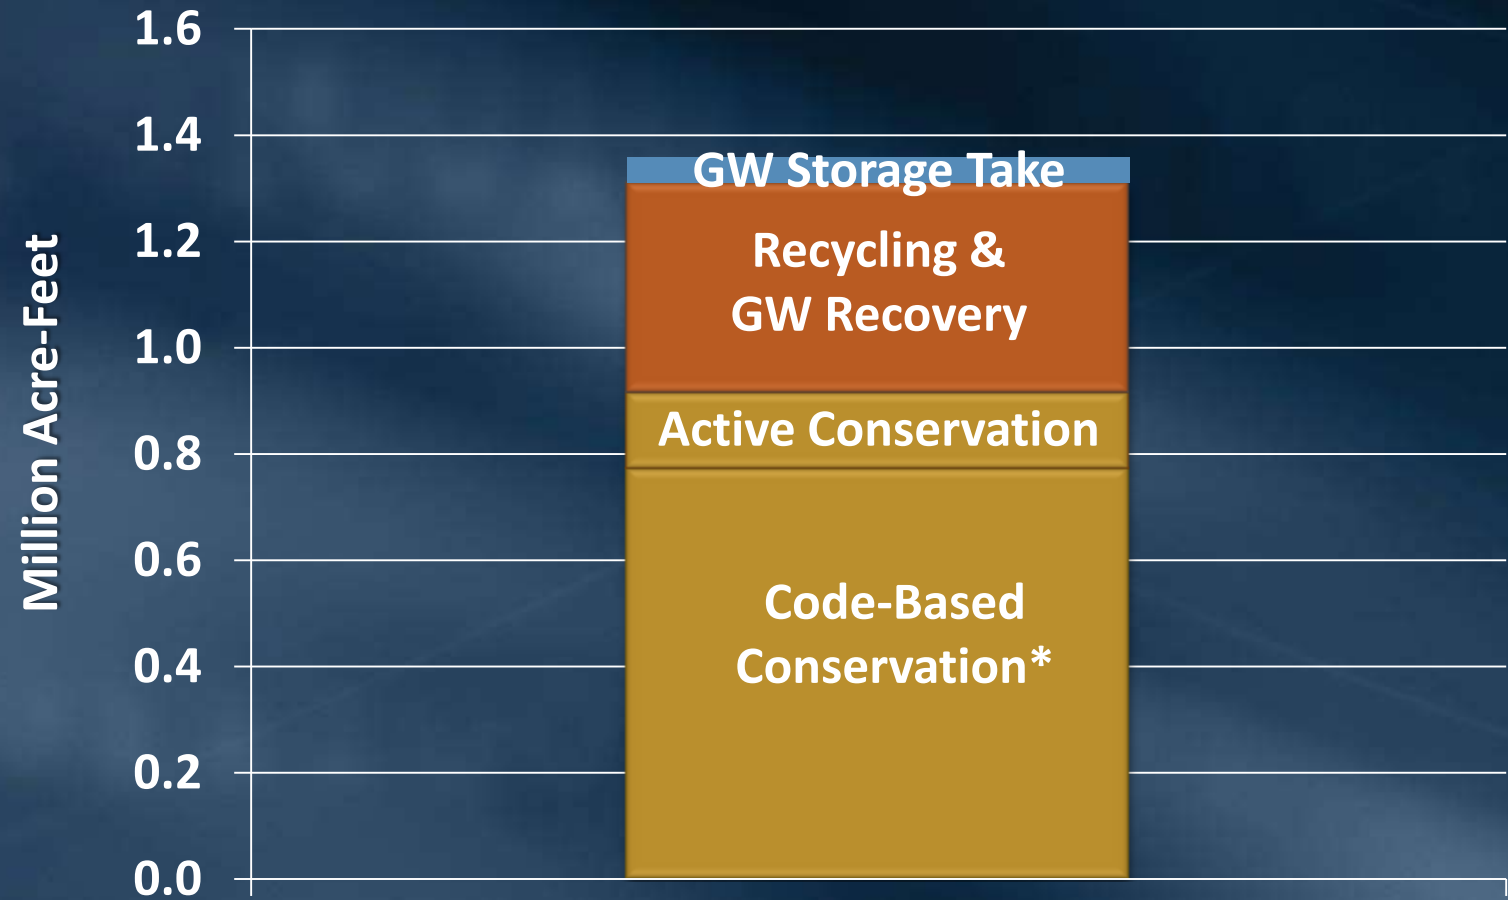 Million Acre-Feet
1.6
1.4
1.2
1.0
0.8
0.6
0.4
0.2
0.0
GW Storage Take
Recycling &
GW Recovery
Active Conservation
Code-Based
Conservation*